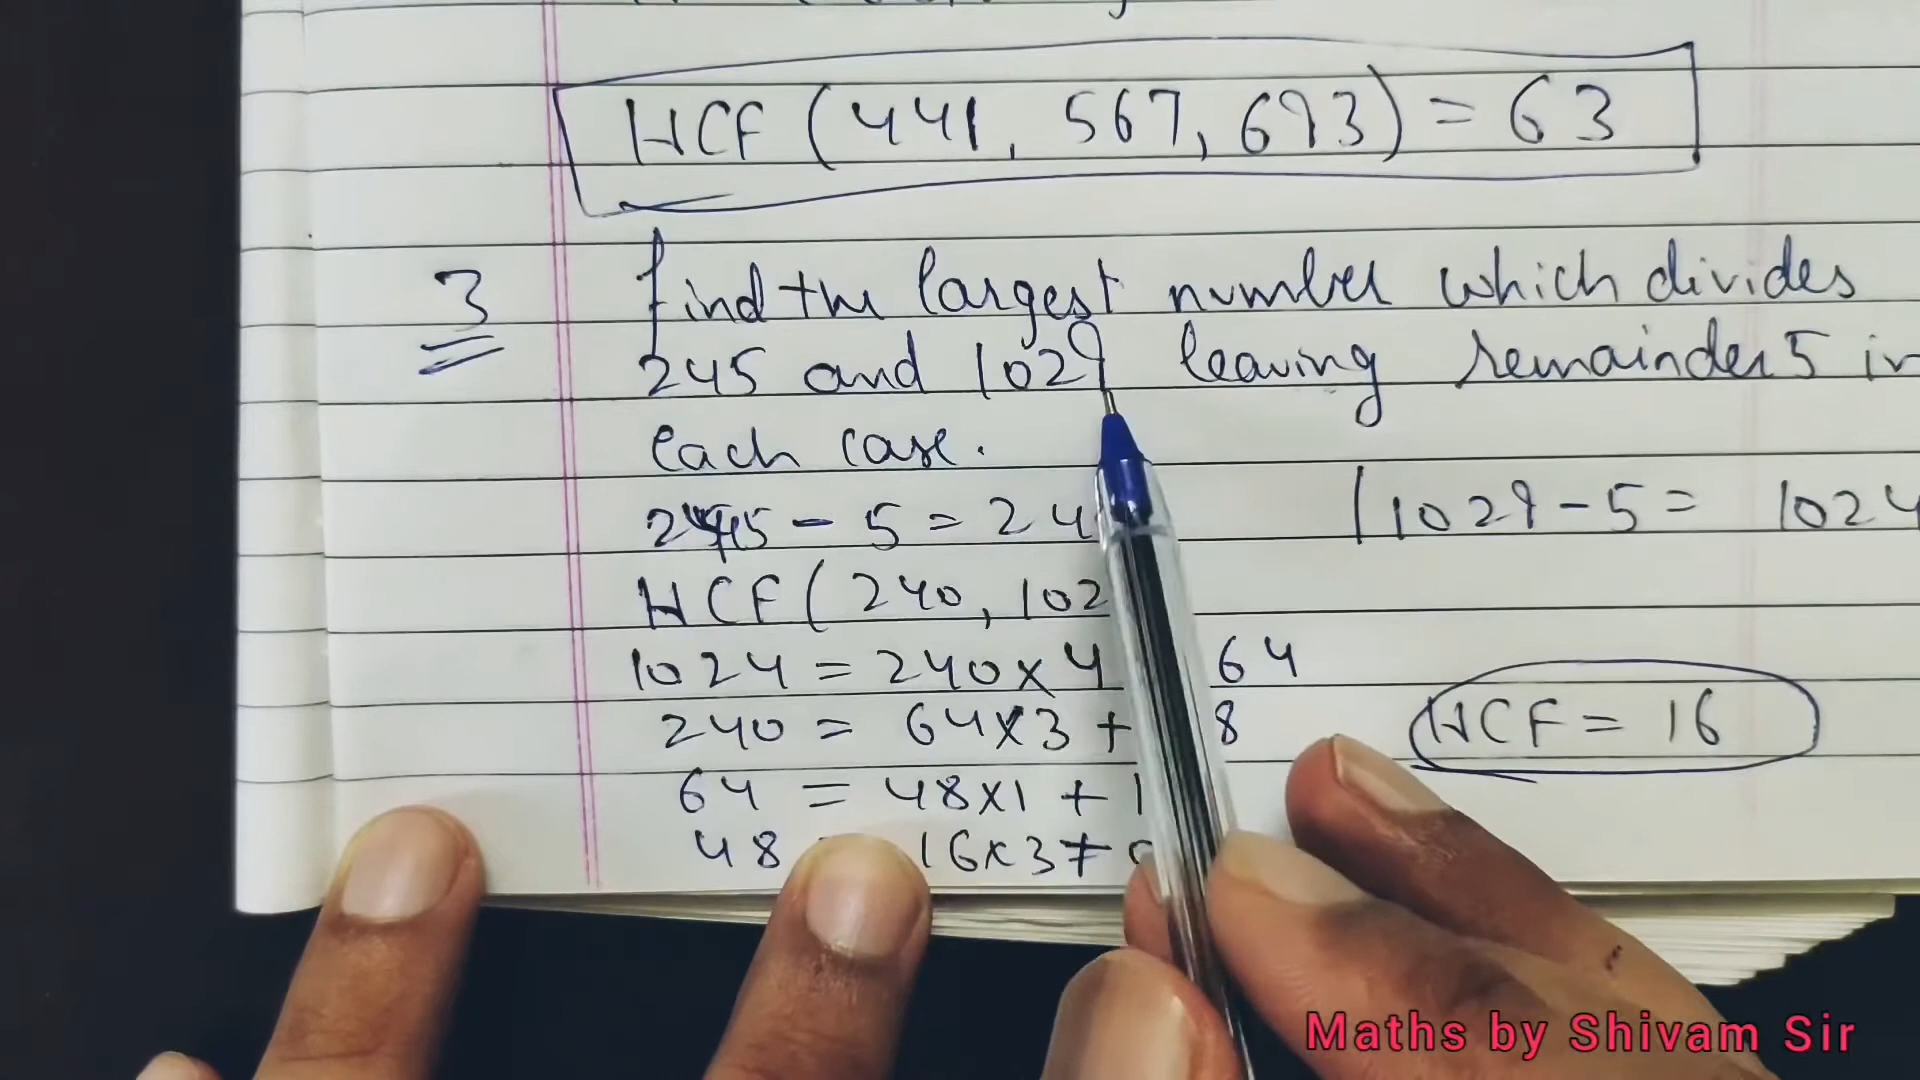 HCF (441, 567, 693) = 63
3 find the largest number which divides
245 and 1029 leaving remainder 5 in
each case.
245 - 5 = 24 | 1029 - 5 = 1024
HCF ( 240, 102
1024 = 240 x 4 64
240 = 64 x 3 + 8 HCF = 16
64 = 48 x 1 + 1
48 16 x 3 + 0
Maths by Shivam Sir